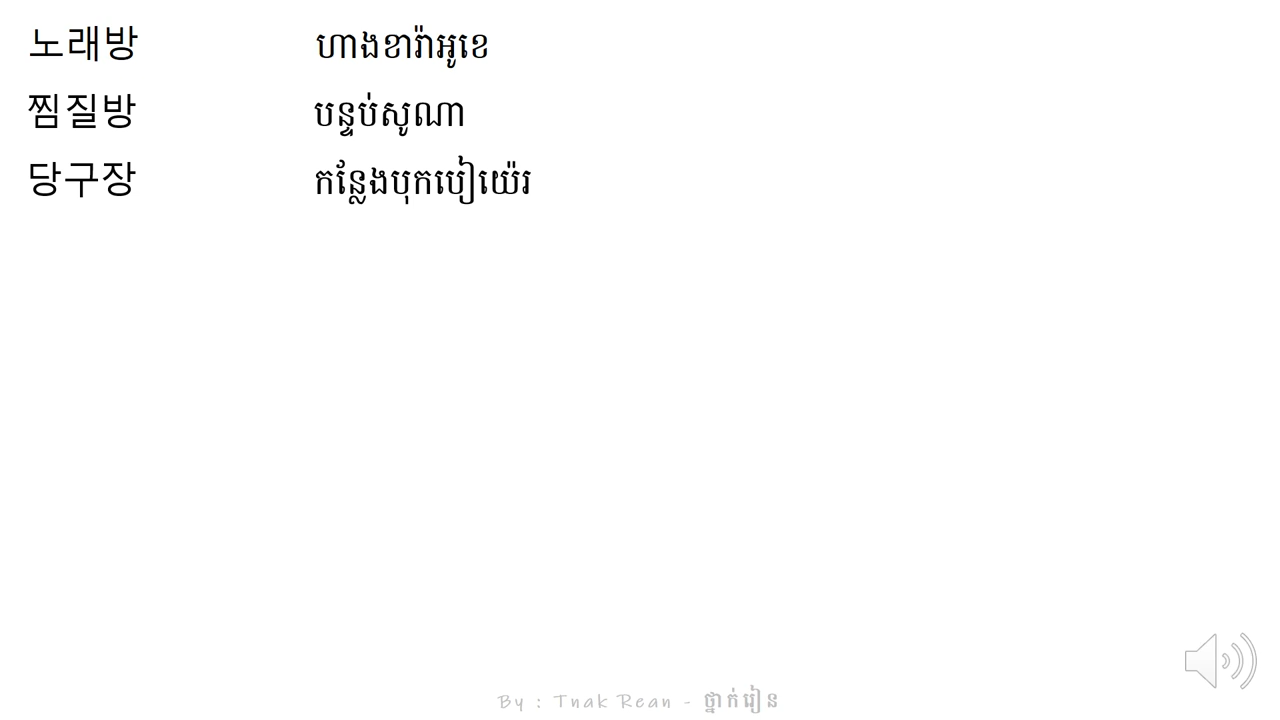 노래방 ហាងខារ៉ាអូខេ
찜질방 បន្ទប់សូណា
당구장 កន្លែងបុកបៀយ៉េរ
By : Tnak Rean - ថ្នាក់រៀន